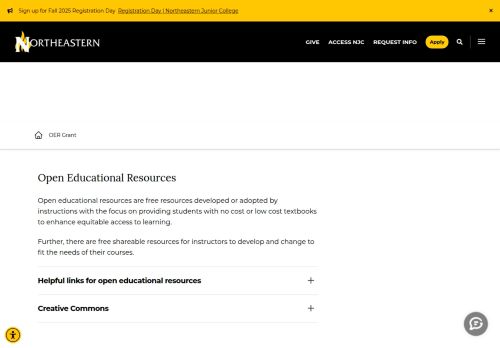 Sign up for Fall 2025 Registration Day Registration Day | Northeastern Junior College ×
NORTHEASTERN GIVE ACCESS NJC REQUEST INFO Apply
OER Grant
Open Educational Resources
Open educational resources are free resources developed or adopted by
instructions with the focus on providing students with no cost or low cost textbooks
to enhance equitable access to learning.
Further, there are free shareable resources for instructors to develop and change to
fit the needs of their courses.
Helpful links for open educational resources +
Creative Commons +